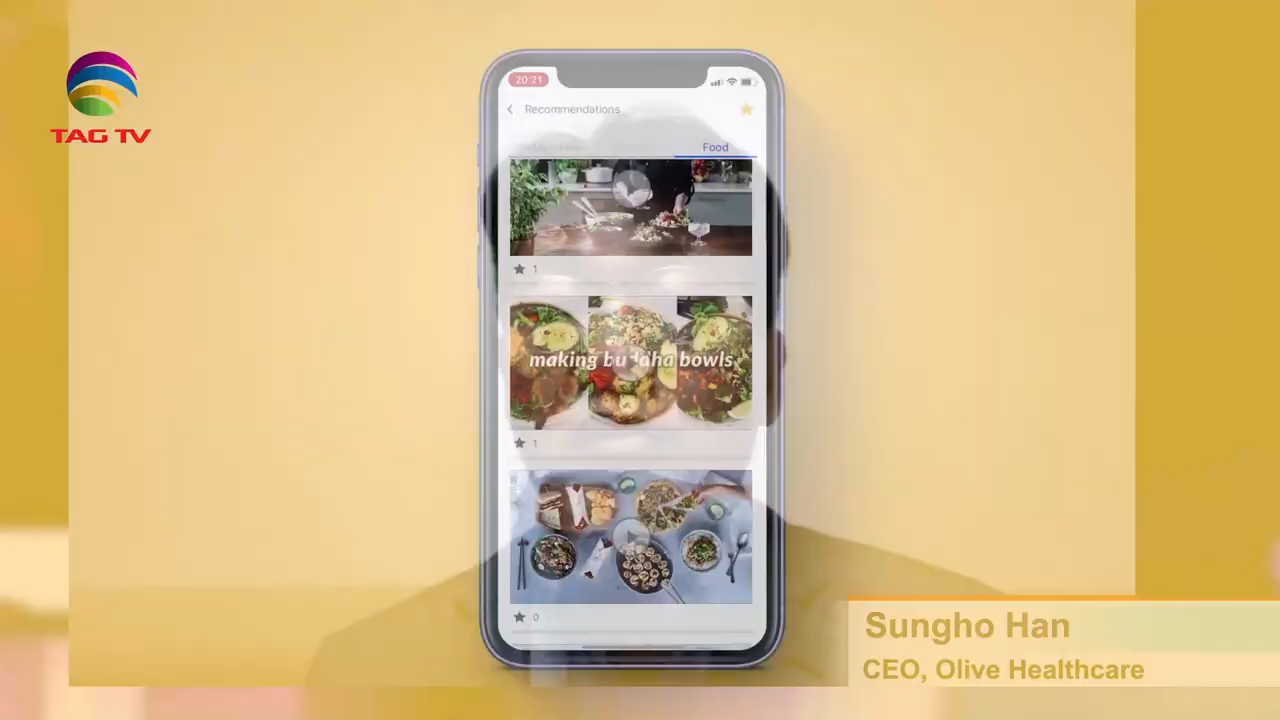 TAG TV
20:21
Recommendations
Food
1
making buddha bowls
1
0
Sungho Han
CEO, Olive Healthcare